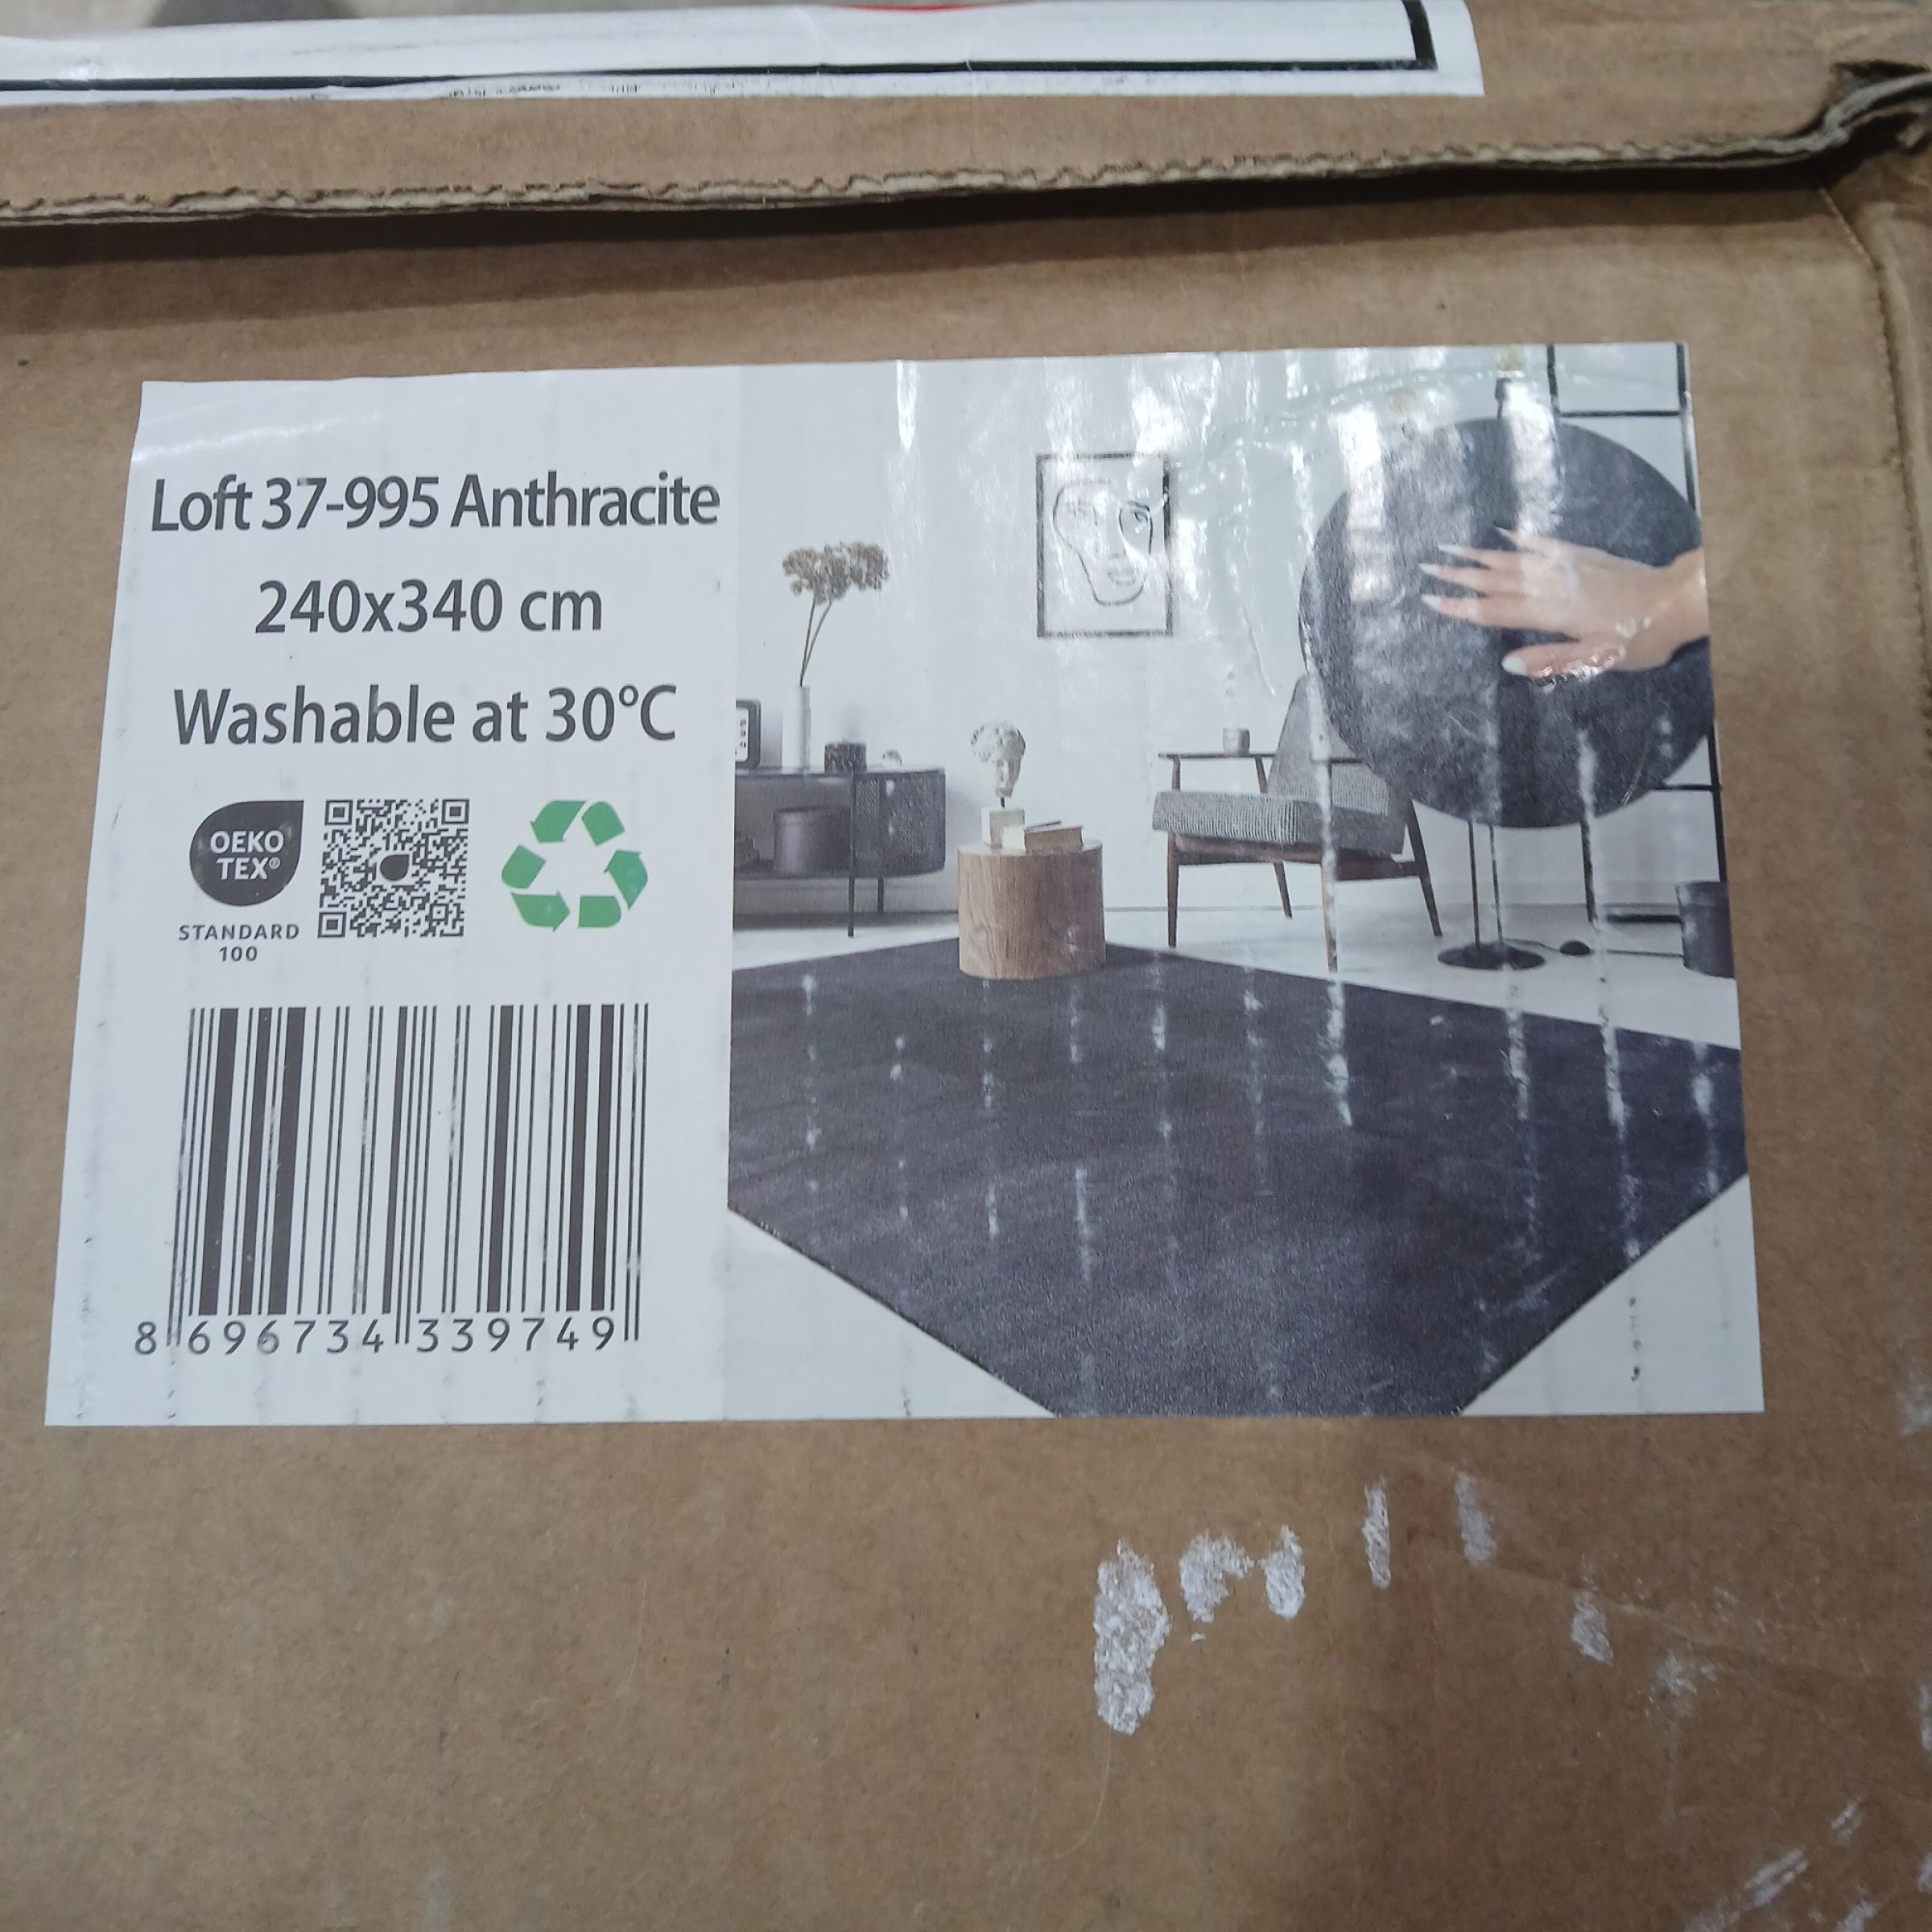 Loft 37-995 Anthracite
240x340 cm
Washable at 30°C
OEKO
TEX®
STANDARD
100
8 696734 339749